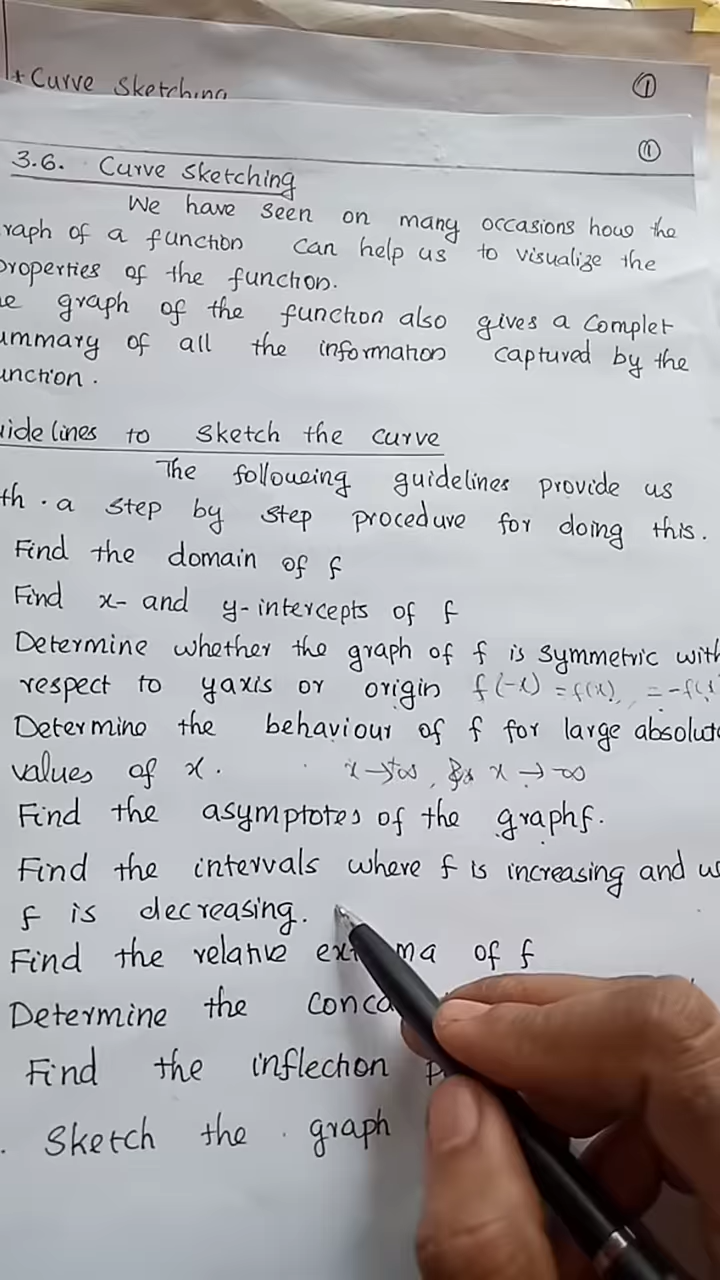 * Curve Sketching ①
①
3.6. Curve sketching
We have seen on many occasions how the
raph of a function can help us to visualize the
properties of the function.
e graph of the function also gives a Complet
ummary of all the information captured by the
unction.
uidelines to sketch the curve
The following guidelines provide us
th . a step by step procedure for doing this.
Find the domain of f
Find x- and y-intercepts of f
Determine whether the graph of f is symmetric with
respect to yaxis or origin f(-x) = f(x), = -f(x
Determine the behaviour of f for large absolut
values of x. x→+∞, & x→-∞
Find the asymptotes of the graph f.
Find the intervals where f is increasing and w
f is decreasing.
Find the relative ex ma of f
Determine the conca
Find the inflection p
. Sketch the graph